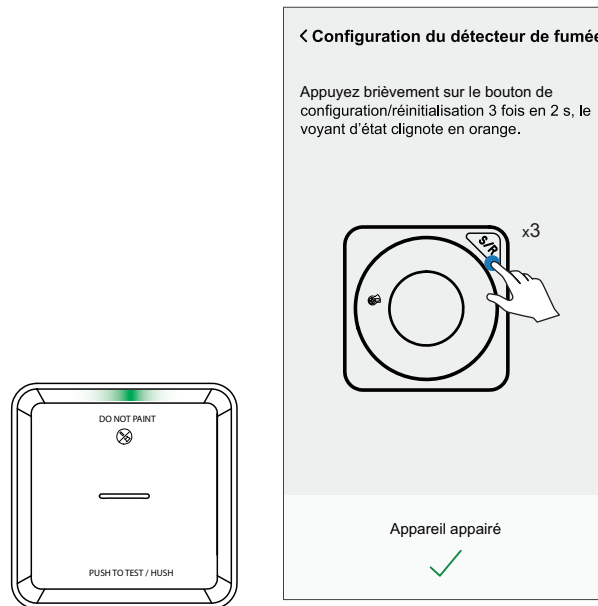 < Configuration du détecteur de fumée
Appuyez brièvement sur le bouton de
configuration/réinitialisation 3 fois en 2 s, le
voyant d'état clignote en orange.
x3
S/R
DO NOT PAINT
PUSH TO TEST / HUSH
Appareil appairé